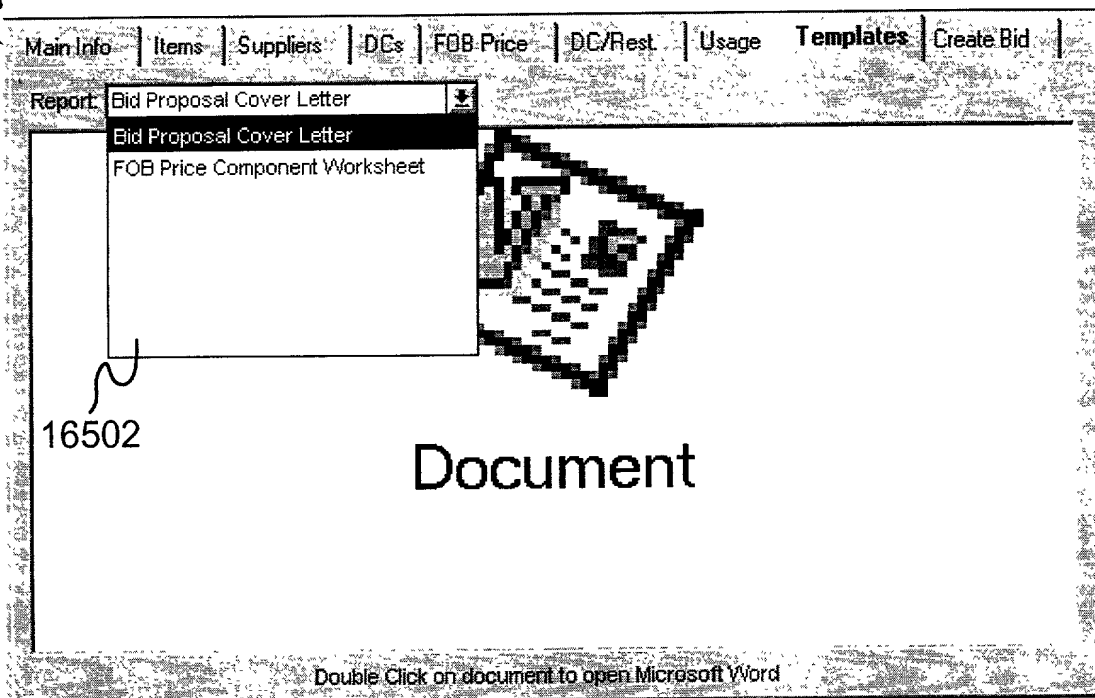 Main Info Items Suppliers DCs FOB Price DC/Rest. Usage Templates Create Bid
Report: Bid Proposal Cover Letter
Bid Proposal Cover Letter
FOB Price Component Worksheet
16502
Document
Double Click on document to open Microsoft Word